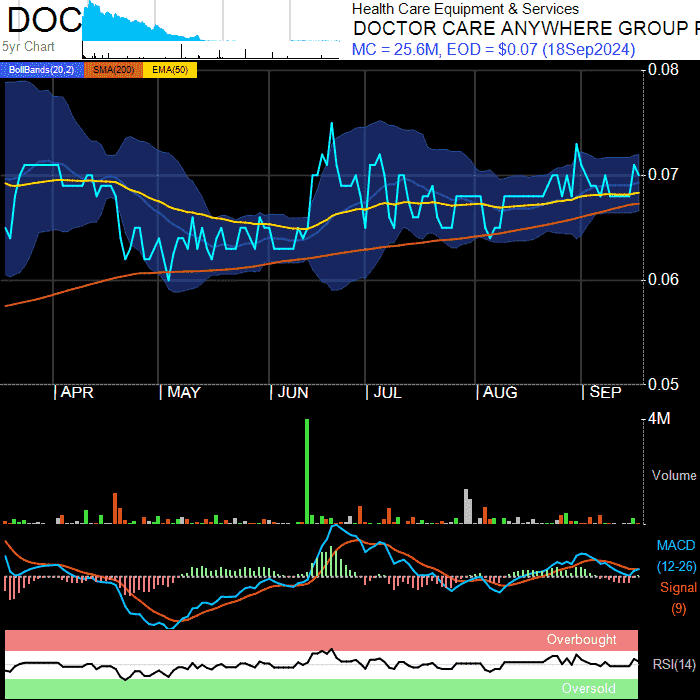 DOC
5yr Chart
Health Care Equipment & Services
DOCTOR CARE ANYWHERE GROUP P
MC = 25.6M, EOD = $0.07 (18Sep2024)
BollBands(20,2) SMA(200) EMA(50)
0.08
0.07
0.06
0.05
APR MAY JUN JUL AUG SEP
4M
Volume
MACD
(12-26)
Signal
(9)
Overbought
RSI(14)
Oversold